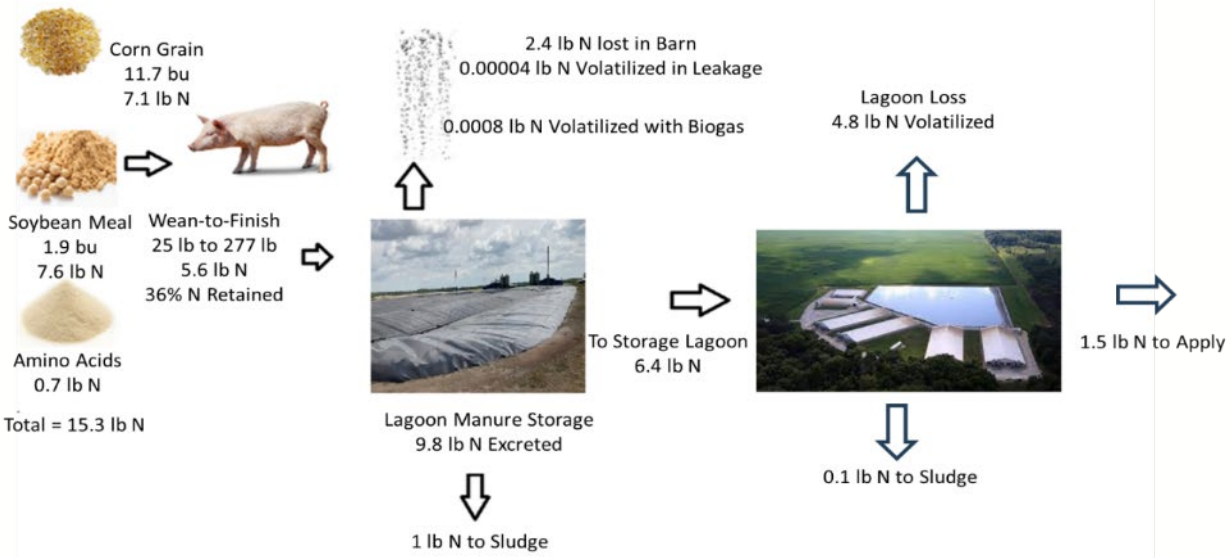 Corn Grain
11.7 bu
7.1 lb N
Soybean Meal
1.9 bu
7.6 lb N
Amino Acids
0.7 lb N
Total = 15.3 lb N
Wean-to-Finish
25 lb to 277 lb
5.6 lb N
36% N Retained
2.4 lb N lost in Barn
0.00004 lb N Volatilized in Leakage
0.0008 lb N Volatilized with Biogas
Lagoon Manure Storage
9.8 lb N Excreted
1 lb N to Sludge
To Storage Lagoon
6.4 lb N
Lagoon Loss
4.8 lb N Volatilized
1.5 lb N to Apply
0.1 lb N to Sludge